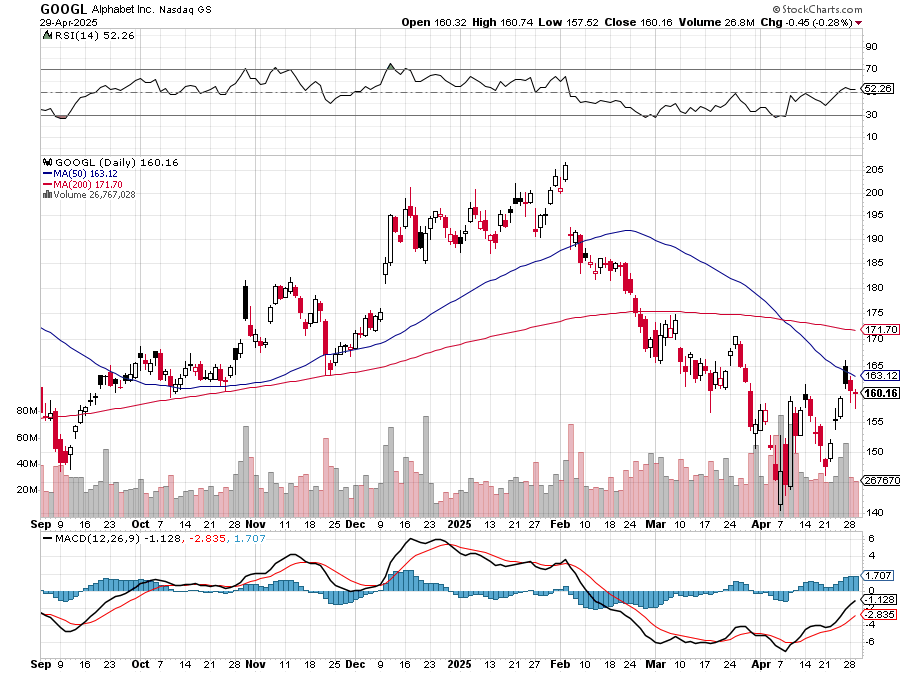 GOOGL Alphabet Inc. Nasdaq GS © StockCharts.com
29-Apr-2025 Open 160.32 High 160.74 Low 157.52 Close 160.16 Volume 26.8M Chg -0.45 (-0.28%)
RSI(14) 52.26
90
70
52.26
30
10
GOOGL (Daily) 160.16
MA(50) 163.12
MA(200) 171.70
Volume 26,767,028
205
200
195
190
185
180
175
171.70
170
165
163.12
160.16
155
150
267670
140
80M
60M
40M
20M
Sep 9 16 23 Oct 7 14 21 28 Nov 11 18 25 Dec 9 16 23 2025 13 21 27 Feb 10 18 24 Mar 10 17 24 Apr 7 14 21 28
MACD(12,26,9) -1.128, -2.835, 1.707
6
4
1.707
0
-1.128
-2.835
-4
-6
Sep 9 16 23 Oct 7 14 21 28 Nov 11 18 25 Dec 9 16 23 2025 13 21 27 Feb 10 18 24 Mar 10 17 24 Apr 7 14 21 28